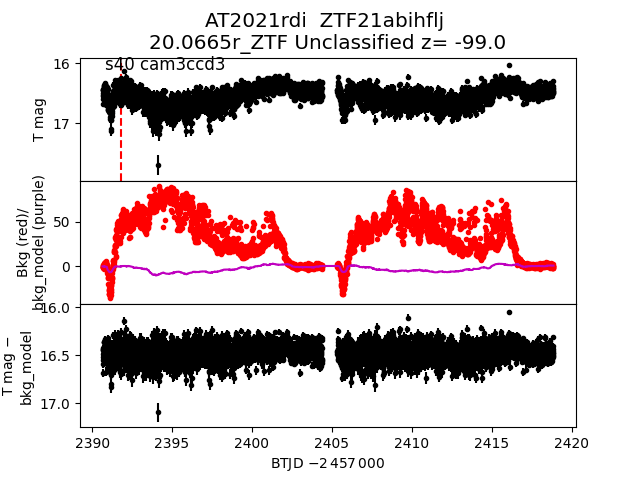 AT2021rdi  ZTF21abihflj
20.0665r_ZTF Unclassified z= -99.0
s40 cam3ccd3
16
17
T mag
50
0
Bkg (red)/
bkg_model (purple)
16.0
16.5
17.0
T mag −
bkg_model
2390
2395
2400
2405
2410
2415
2420
BTJD −2 457 000